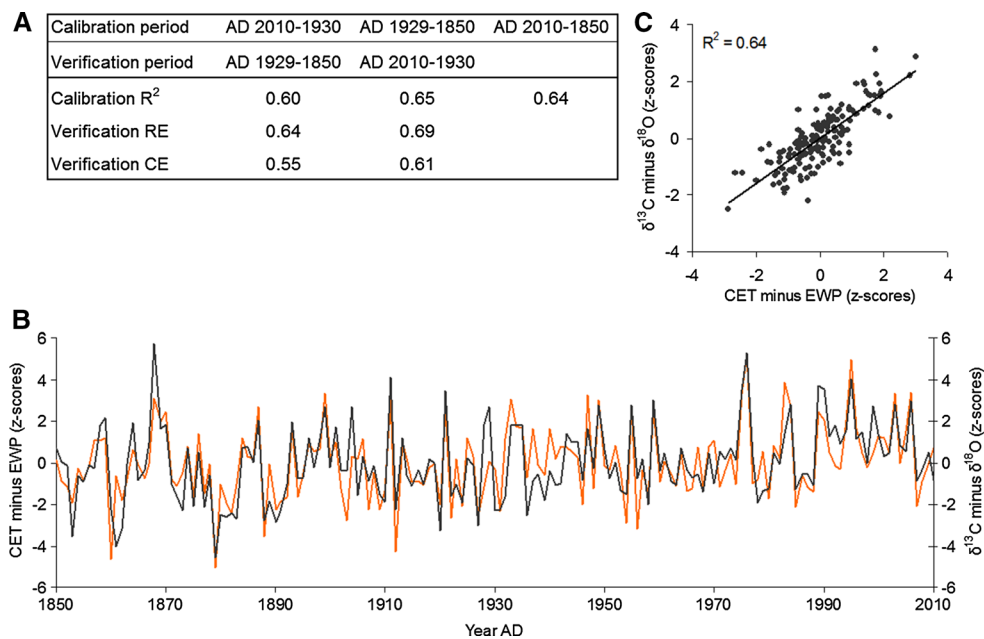 A
Calibration period AD 2010-1930 AD 1929-1850 AD 2010-1850
Verification period AD 1929-1850 AD 2010-1930
Calibration R² 0.60 0.65 0.64
Verification RE 0.64 0.69
Verification CE 0.55 0.61
C
R² = 0.64
4
2
0
-2
-4
-4 -2 0 2 4
δ¹³C minus δ¹⁸O (z-scores)
CET minus EWP (z-scores)
B
6 6
4 4
2 2
0 0
-2 -2
-4 -4
-6 -6
CET minus EWP (z-scores)
δ¹³C minus δ¹⁸O (z-scores)
1850 1870 1890 1910 1930 1950 1970 1990 2010
Year AD